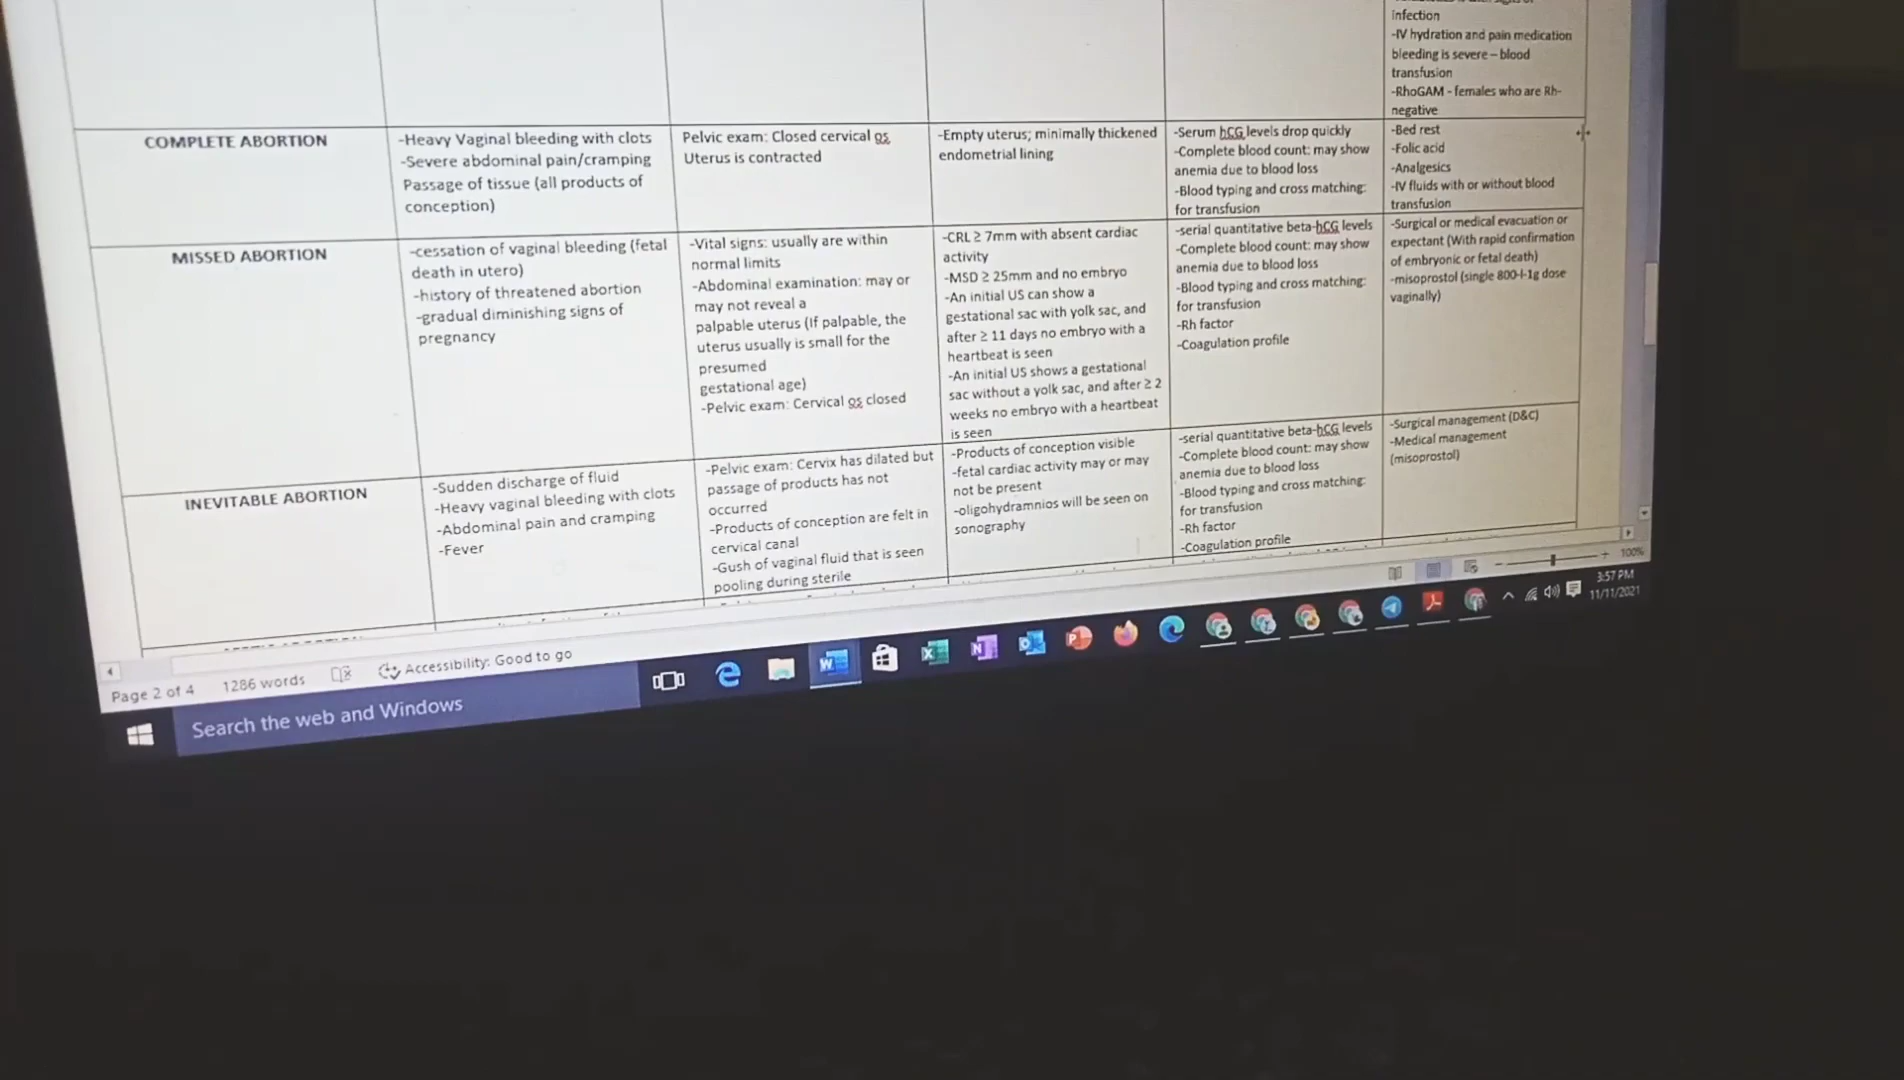 infection
-IV hydration and pain medication
bleeding is severe – blood
transfusion
-RhoGAM - females who are Rh-
negative
COMPLETE ABORTION
-Heavy Vaginal bleeding with clots
-Severe abdominal pain/cramping
Passage of tissue (all products of
conception)
Pelvic exam: Closed cervical os
Uterus is contracted
-Empty uterus; minimally thickened
endometrial lining
-Serum hCG levels drop quickly
-Complete blood count: may show
anemia due to blood loss
-Blood typing and cross matching:
for transfusion
-Bed rest
-Folic acid
-Analgesics
-IV fluids with or without blood
transfusion
MISSED ABORTION
-cessation of vaginal bleeding (fetal
death in utero)
-history of threatened abortion
-gradual diminishing signs of
pregnancy
-Vital signs: usually are within
normal limits
-Abdominal examination: may or
may not reveal a
palpable uterus (If palpable, the
uterus usually is small for the
presumed
gestational age)
-Pelvic exam: Cervical os closed
-CRL ≥ 7mm with absent cardiac
activity
-MSD ≥ 25mm and no embryo
-An initial US can show a
gestational sac with yolk sac, and
after ≥ 11 days no embryo with a
heartbeat is seen
-An initial US shows a gestational
sac without a yolk sac, and after ≥ 2
weeks no embryo with a heartbeat
is seen
-serial quantitative beta-hCG levels
-Complete blood count: may show
anemia due to blood loss
-Blood typing and cross matching:
for transfusion
-Rh factor
-Coagulation profile
-Surgical or medical evacuation or
expectant (With rapid confirmation
of embryonic or fetal death)
-misoprostol (single 800-l-1g dose
vaginally)
INEVITABLE ABORTION
-Sudden discharge of fluid
-Heavy vaginal bleeding with clots
-Abdominal pain and cramping
-Fever
-Pelvic exam: Cervix has dilated but
passage of products has not
occurred
-Products of conception are felt in
cervical canal
-Gush of vaginal fluid that is seen
pooling during sterile
-Products of conception visible
-fetal cardiac activity may or may
not be present
-oligohydramnios will be seen on
sonography
-serial quantitative beta-hCG levels
-Complete blood count: may show
anemia due to blood loss
-Blood typing and cross matching:
for transfusion
-Rh factor
-Coagulation profile
-Surgical management (D&C)
-Medical management
(misoprostol)
Page 2 of 4
1286 words
Accessibility: Good to go
100%
Search the web and Windows
3:57 PM
11/11/2021